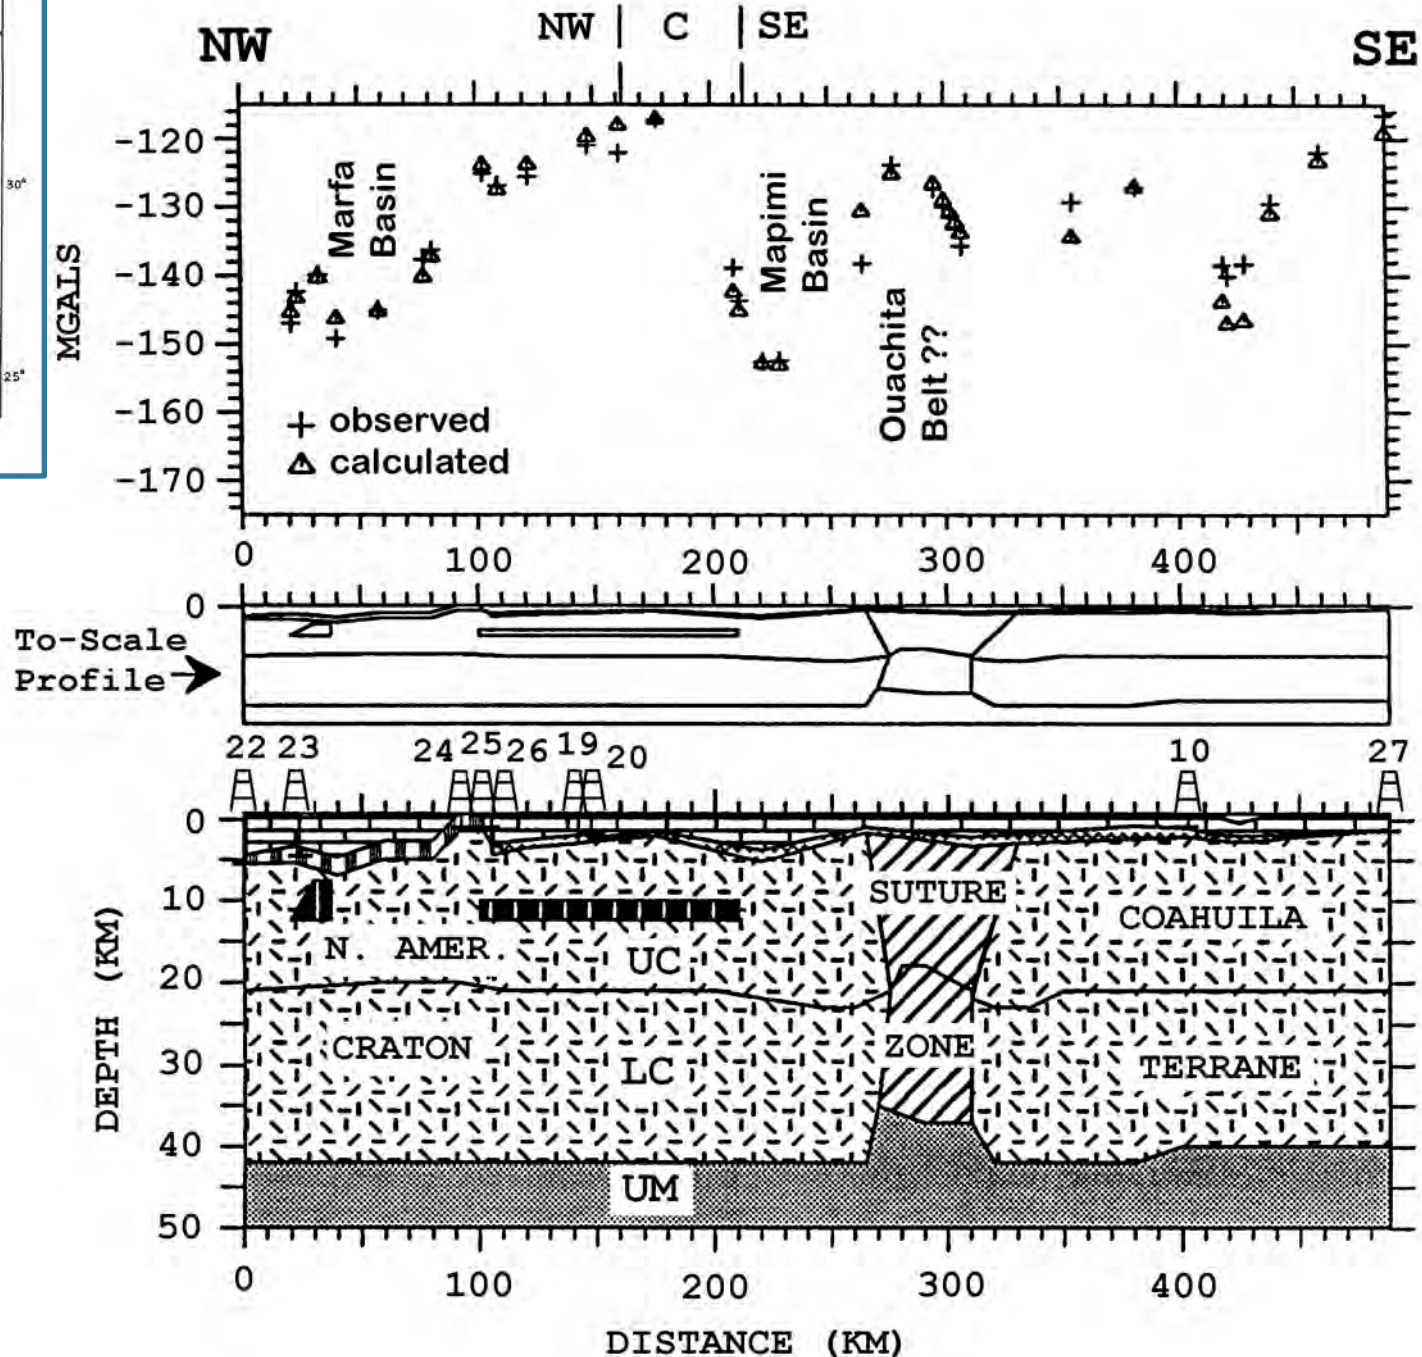 30°
25°
NW
NW | C | SE
SE
MGALS
-120
-130
-140
-150
-160
-170
Marfa
Basin
Mapimi
Basin
Ouachita
Belt ??
+ observed
△ calculated
0 100 200 300 400
To-Scale
Profile
0
22 23 24 25 26 19 20 10 27
DEPTH (KM)
0
10
20
30
40
50
N. AMER.
CRATON
UC
LC
UM
SUTURE
ZONE
COAHUILA
TERRANE
0 100 200 300 400
DISTANCE (KM)